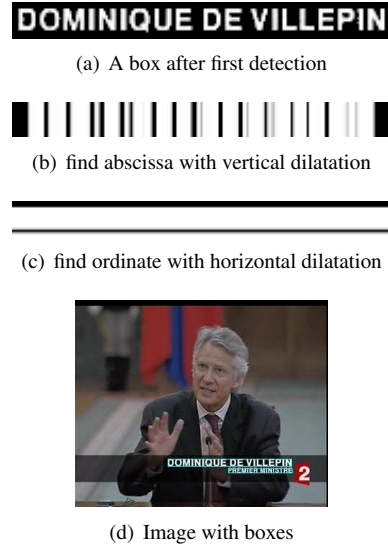 DOMINIQUE DE VILLEPIN
(a) A box after first detection
(b) find abscissa with vertical dilatation
(c) find ordinate with horizontal dilatation
DOMINIQUE DE VILLEPIN
PREMIER MINISTRE
2
(d) Image with boxes